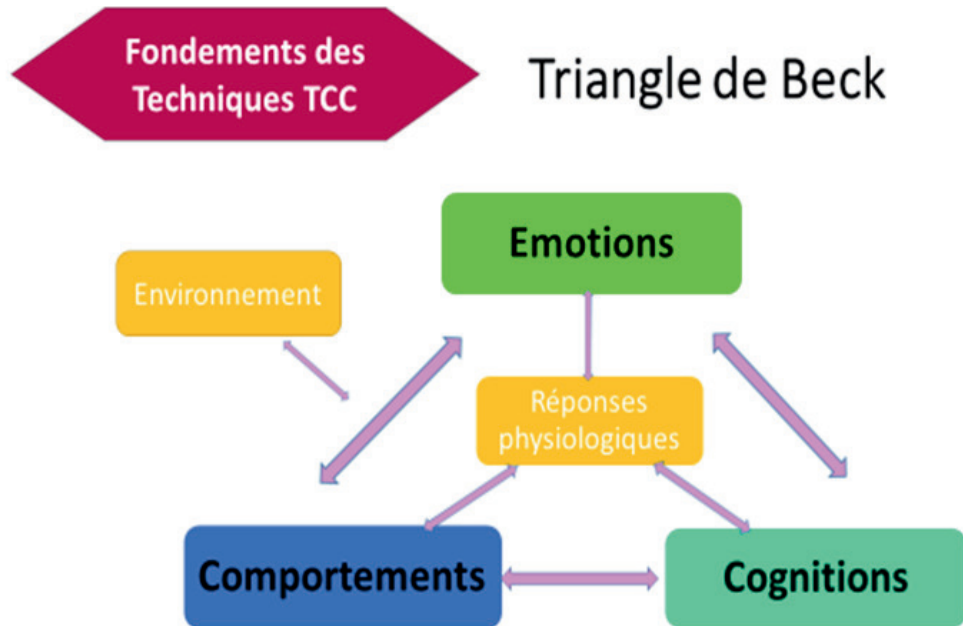 Fondements des
Techniques TCC
Triangle de Beck
Emotions
Environnement
Réponses
physiologiques
Comportements
Cognitions